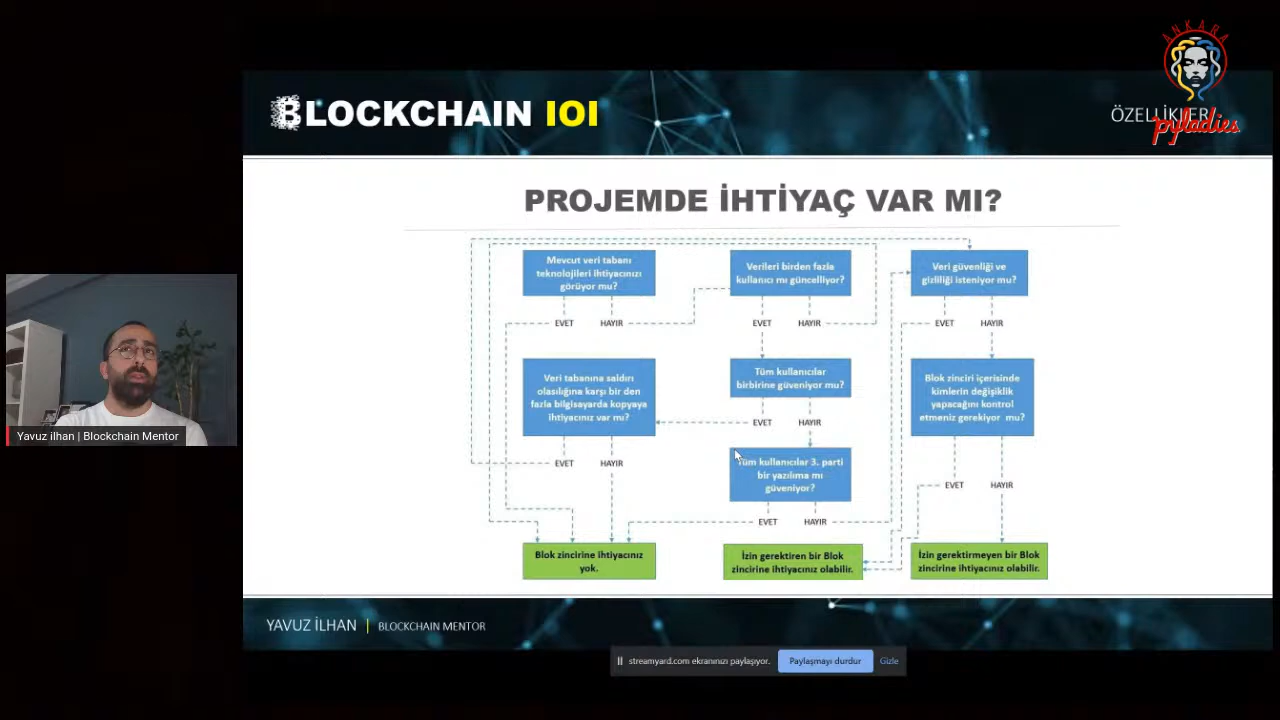 ANKARA
pyladies
BLOCKCHAIN 101
ÖZELLİKLER
PROJEMDE İHTİYAÇ VAR MI?
Mevcut veri tabanı
teknolojileri ihtiyacınızı
görüyor mu?
EVET
HAYIR
Verileri birden fazla
kullanıcı mı güncelliyor?
EVET
HAYIR
Veri güvenliği ve
gizliliği isteniyor mu?
EVET
HAYIR
Veri tabanına saldırı
olasılığına karşı bir den
fazla bilgisayarda kopyaya
ihtiyacınız var mı?
EVET
HAYIR
Tüm kullanıcılar
birbirine güveniyor mu?
EVET
HAYIR
Blok zinciri içerisinde
kimlerin değişiklik
yapacağını kontrol
etmeniz gerekiyor mu?
EVET
HAYIR
Tüm kullanıcılar 3. parti
bir yazılıma mı
güveniyor?
EVET
HAYIR
Blok zincirine ihtiyacınız
yok.
İzin gerektiren bir Blok
zincirine ihtiyacınız olabilir.
İzin gerektirmeyen bir Blok
zincirine ihtiyacınız olabilir.
Yavuz ilhan | Blockchain Mentor
YAVUZ İLHAN | BLOCKCHAIN MENTOR
streamyard.com ekranınızı paylaşıyor.
Paylaşmayı durdur
Gizle